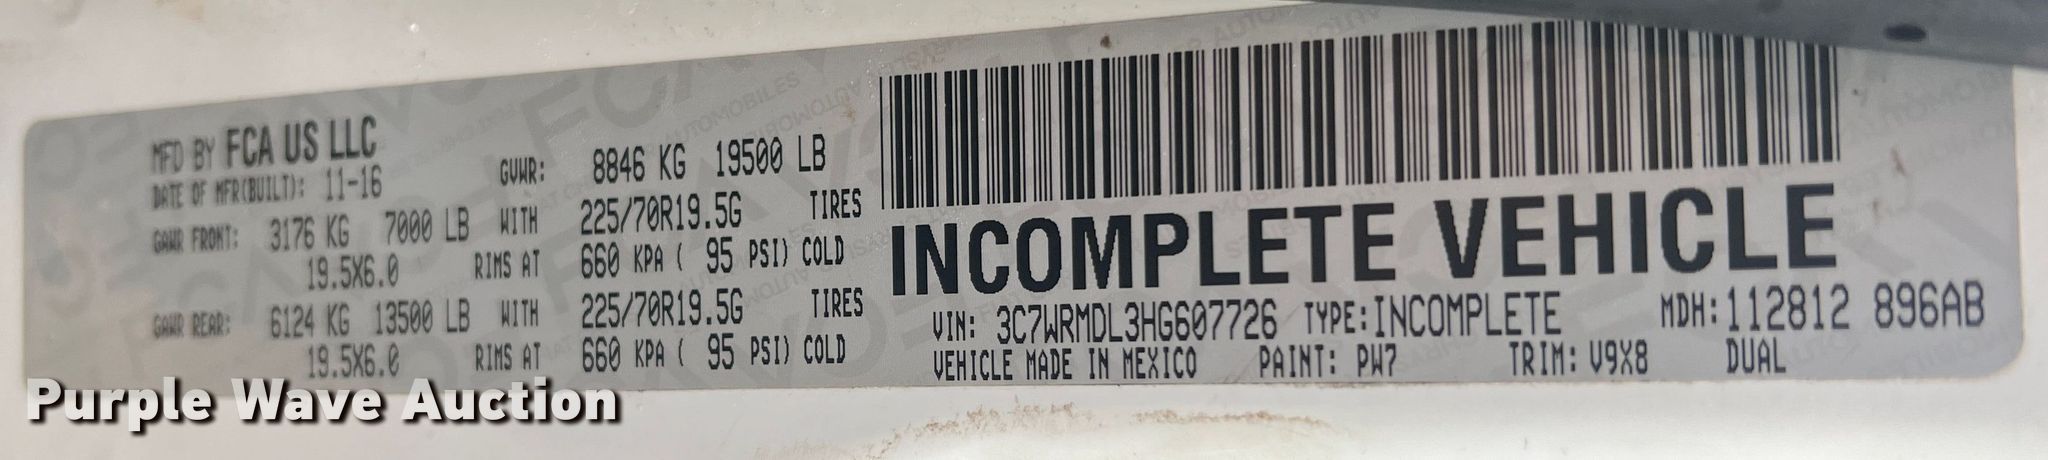 MFD BY FCA US LLC
DATE OF MFR(BUILT): 11-16 GVWR: 8846 KG 19500 LB
GAWR FRONT: 3176 KG 7000 LB WITH 225/70R19.5G TIRES
19.5X6.0 RIMS AT 660 KPA ( 95 PSI) COLD
GAWR REAR: 6124 KG 13500 LB WITH 225/70R19.5G TIRES
19.5X6.0 RIMS AT 660 KPA ( 95 PSI) COLD
INCOMPLETE VEHICLE
VIN: 3C7WRMDL3HG607726 TYPE:INCOMPLETE MDH:112812 896AB
VEHICLE MADE IN MEXICO PAINT: PW7 TRIM: V9X8 DUAL
Purple Wave Auction